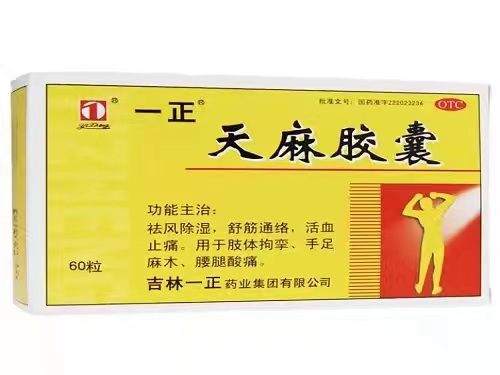 批准文号：国药准字Z22023236
OTC
1®
YiZheng
一正®
天麻胶囊
功能主治：
祛风除湿，舒筋通络，活血
止痛。用于肢体拘挛、手足
麻木、腰腿酸痛。
60粒
吉林一正药业集团有限公司